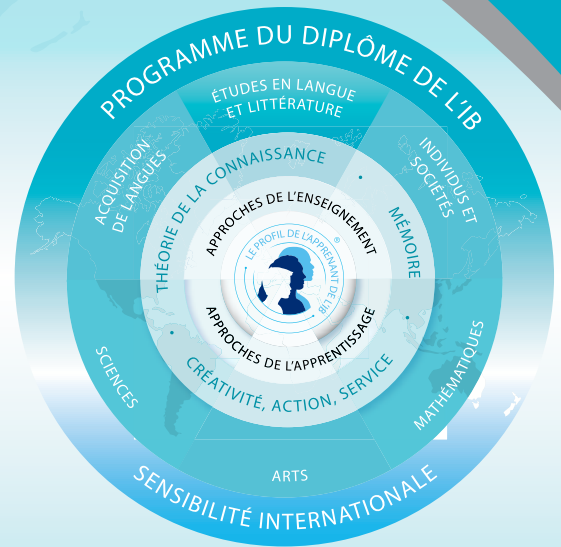 PROGRAMME DU DIPLÔME DE L'IB
ÉTUDES EN LANGUE
ET LITTÉRATURE
ACQUISITION
DE LANGUES
INDIVIDUS ET
SOCIÉTÉS
THÉORIE DE LA CONNAISSANCE
MÉMOIRE
APPROCHES DE L'ENSEIGNEMENT
LE PROFIL DE L'APPRENANT DE L'IB
®
APPROCHES DE L'APPRENTISSAGE
CRÉATIVITÉ, ACTION, SERVICE
SCIENCES
MATHÉMATIQUES
ARTS
SENSIBILITÉ INTERNATIONALE